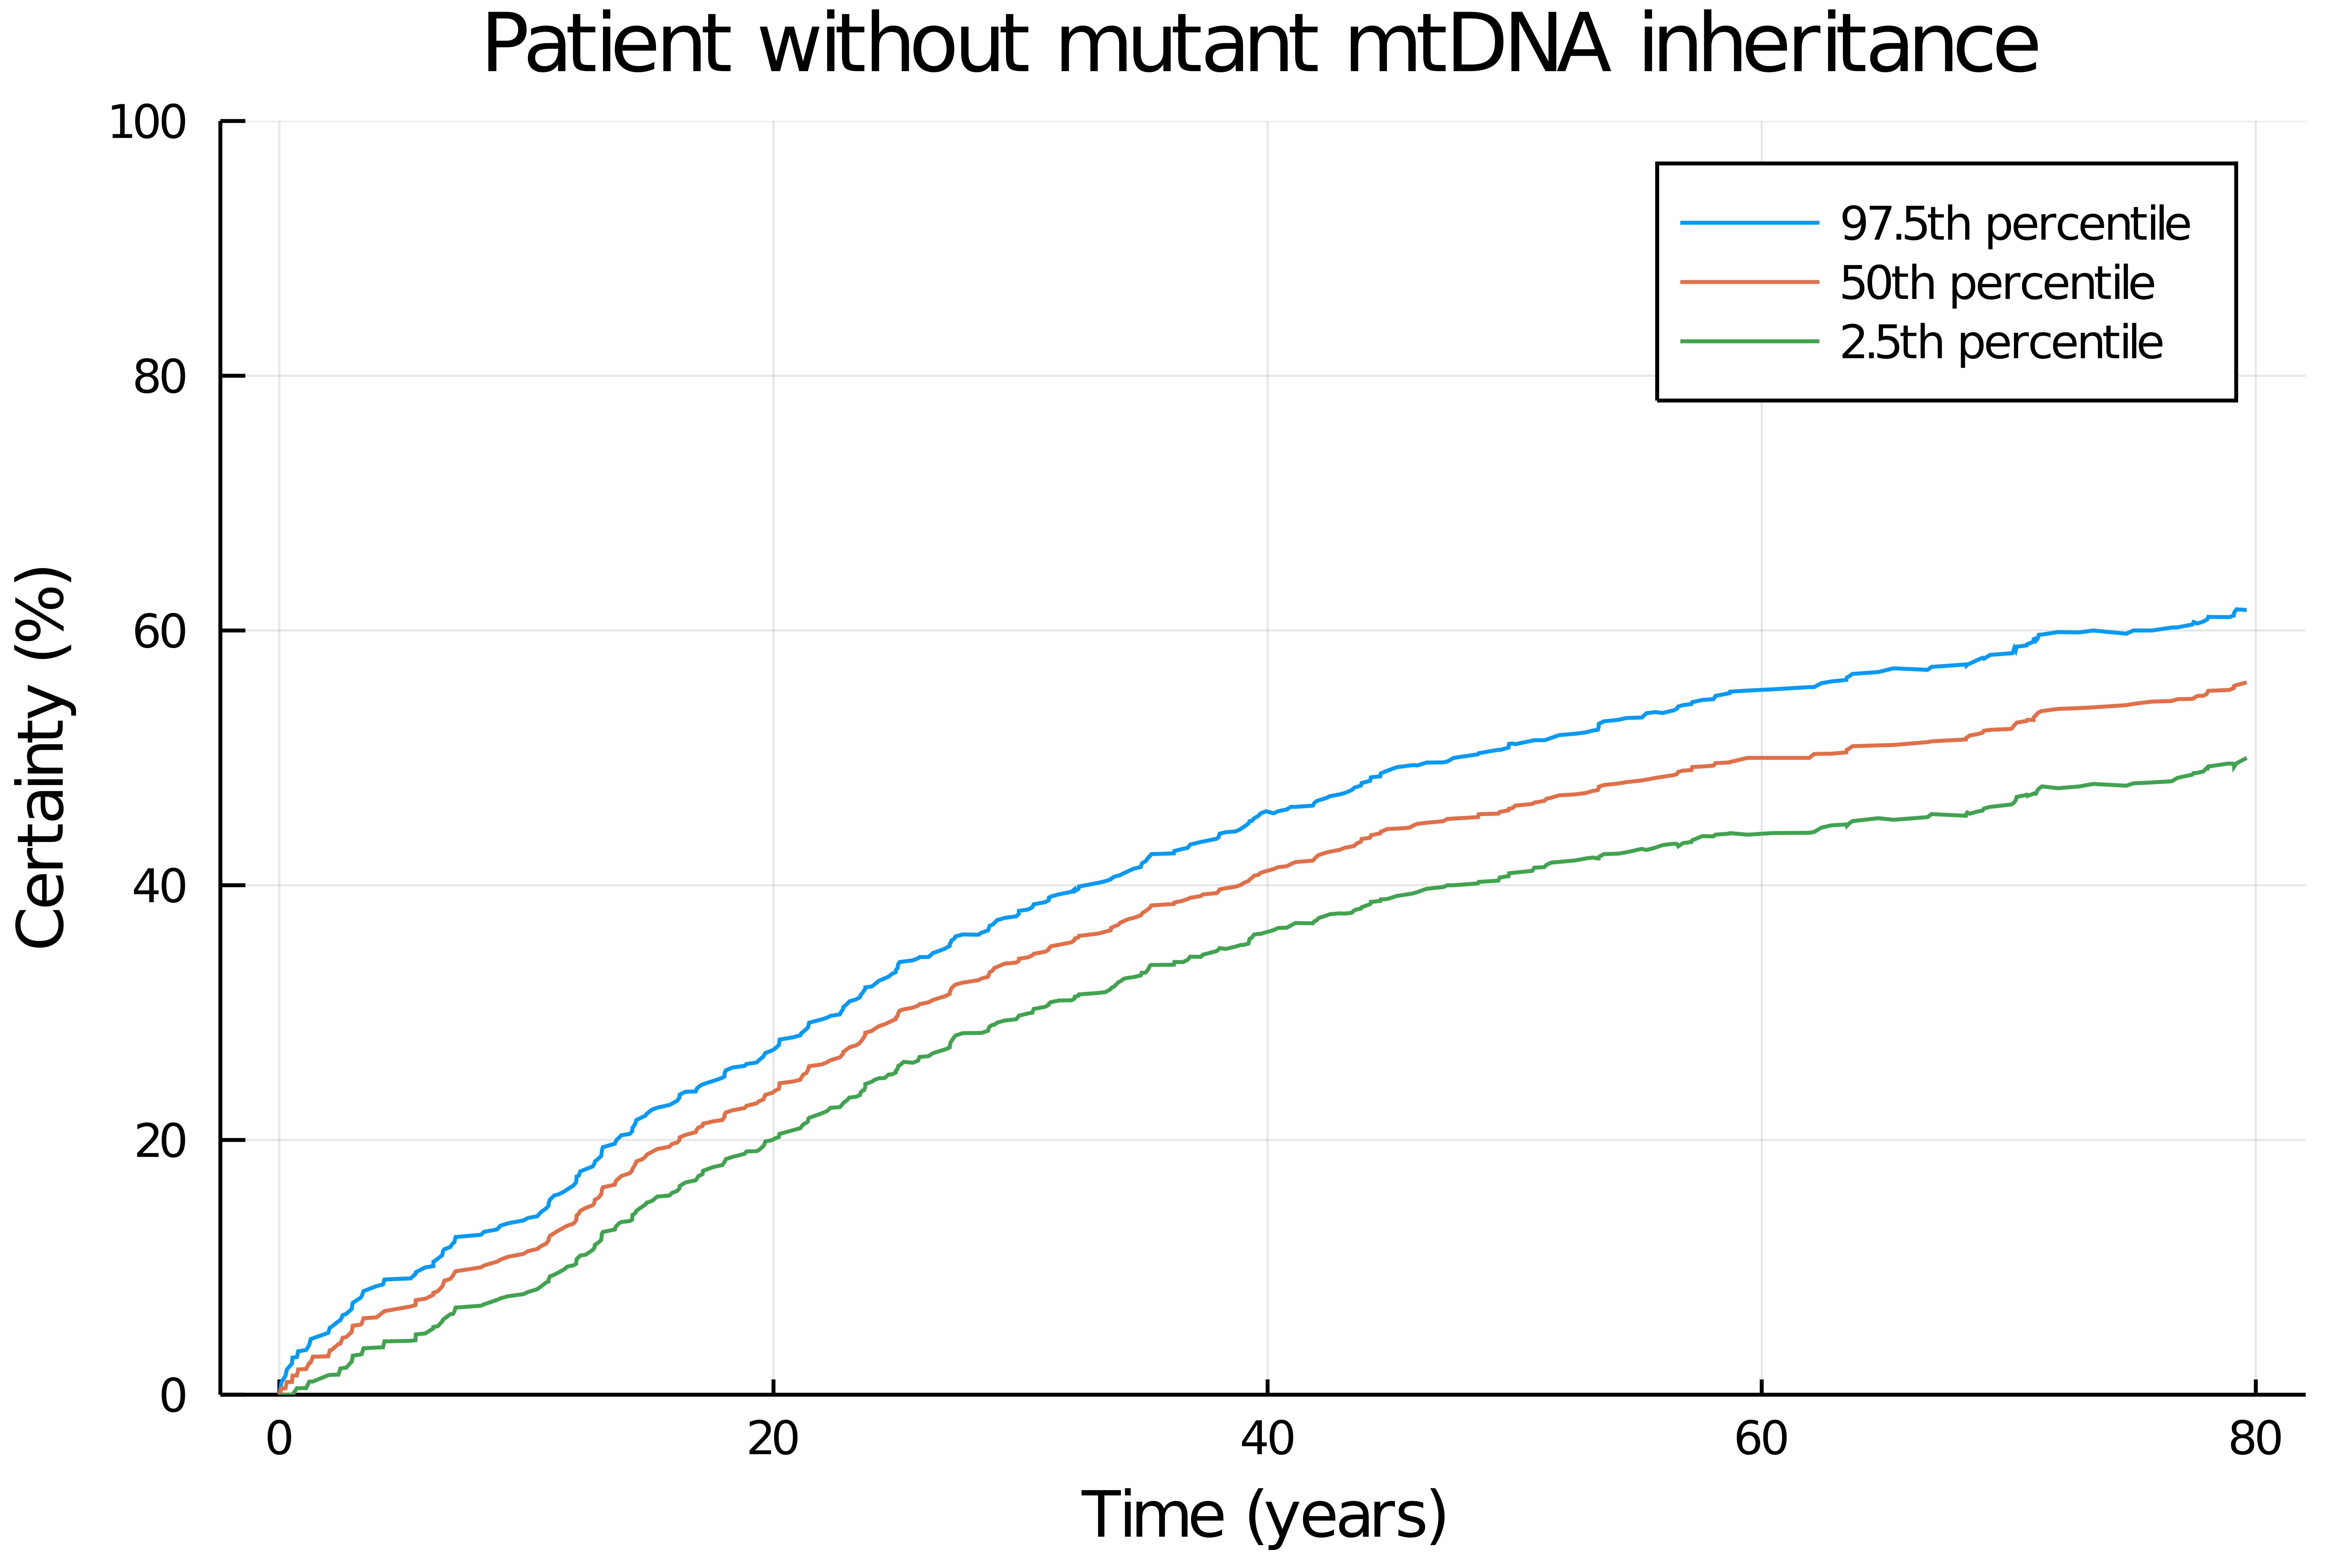 Patient without mutant mtDNA inheritance
100
80
60
40
20
0
Certainty (%)
97.5th percentile
50th percentile
2.5th percentile
0 20 40 60 80
Time (years)